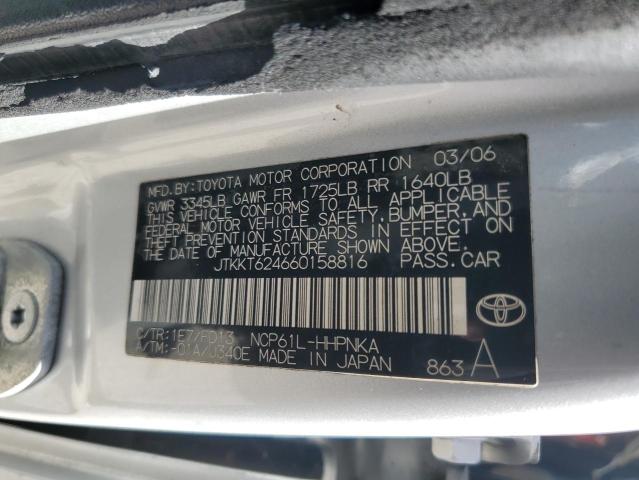 MFD.BY:TOYOTA MOTOR CORPORATION 03/06
GVWR 3345LB GAWR FR 1725LB RR 1640LB
THIS VEHICLE CONFORMS TO ALL APPLICABLE
FEDERAL MOTOR VEHICLE SAFETY,BUMPER,AND
THEFT PREVENTION STANDARDS IN EFFECT ON
THE DATE OF MANUFACTURE SHOWN ABOVE.
JTKKT624660158816 PASS.CAR
C/TR:1E7/FD13 NCP61L-HHPNKA
A/TM:-01A/J340E MADE IN JAPAN 863 A